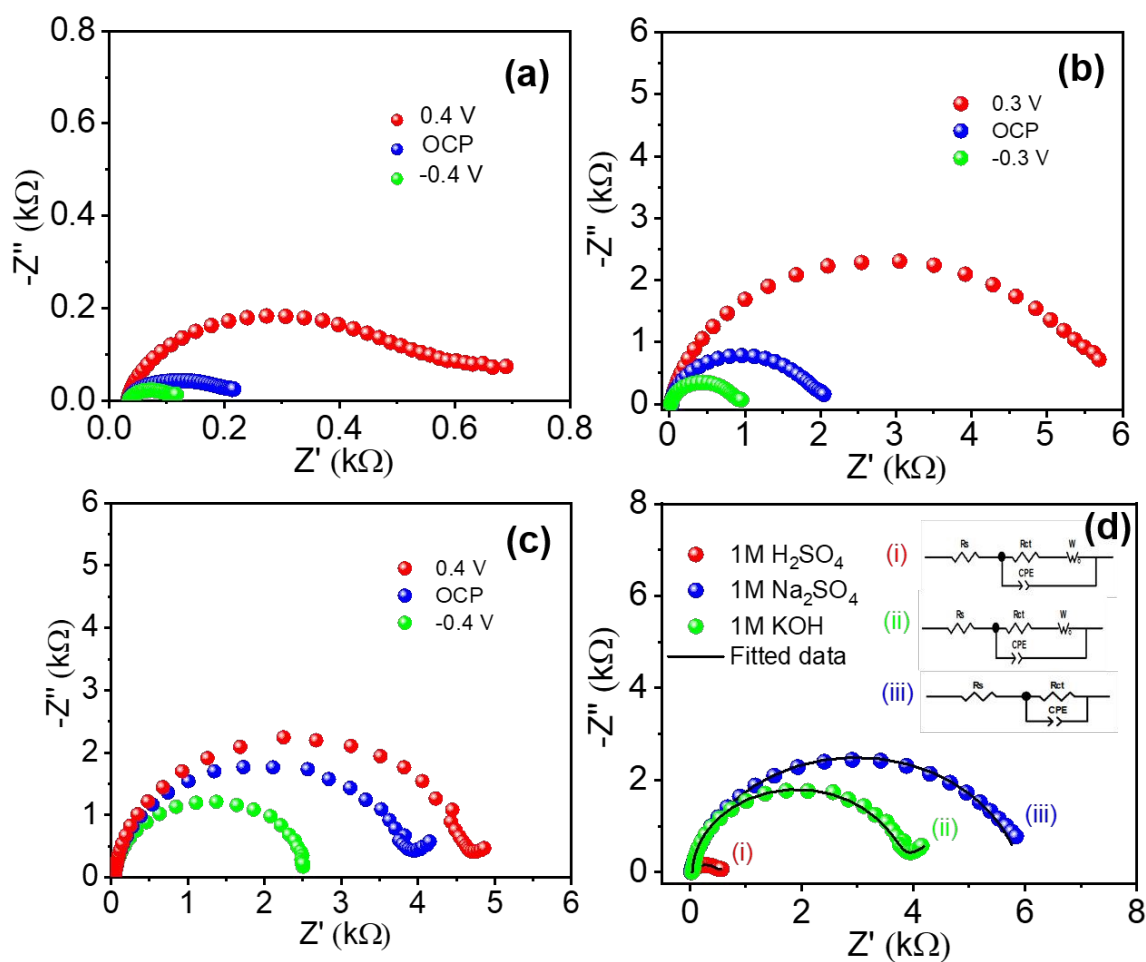 (a)
0.4 V
OCP
-0.4 V
-Z'' (kΩ)
0.8
0.6
0.4
0.2
0.0
0.0 0.2 0.4 0.6 0.8
Z' (kΩ)
(b)
0.3 V
OCP
-0.3 V
-Z'' (kΩ)
6
5
4
3
2
1
0
0 1 2 3 4 5 6
Z' (kΩ)
(c)
0.4 V
OCP
-0.4 V
-Z'' (kΩ)
6
5
4
3
2
1
0
0 1 2 3 4 5 6
Z' (kΩ)
(d)
1M H₂SO₄
1M Na₂SO₄
1M KOH
Fitted data
(i)
Rs Rct W
CPE
(ii)
Rs Rct W
CPE
(iii)
Rs Rct
CPE
(iii)
(ii)
(i)
-Z'' (kΩ)
8
6
4
2
0
0 2 4 6 8
Z' (kΩ)